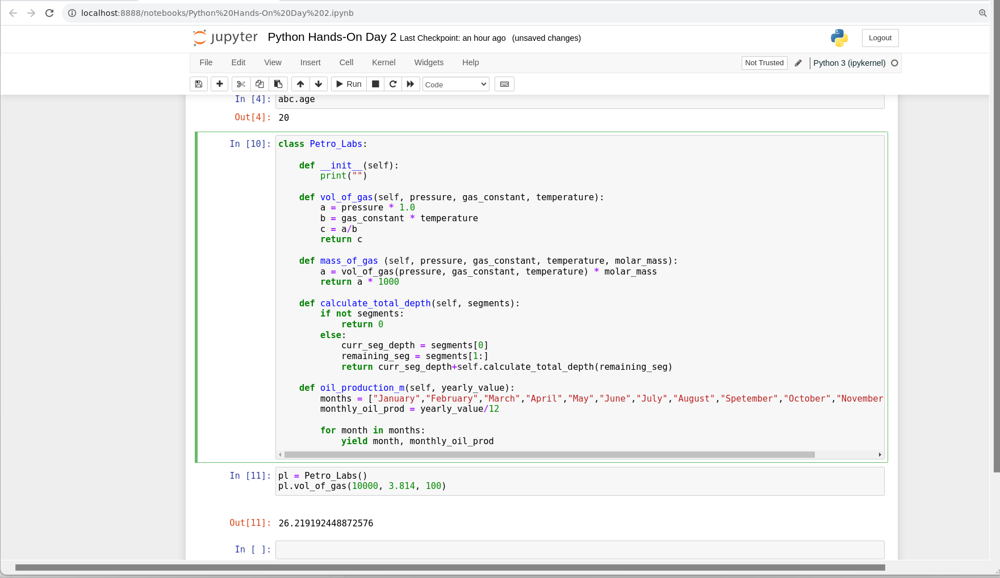 localhost:8888/notebooks/Python%20Hands-On%20Day%202.ipynb
jupyter Python Hands-On Day 2 Last Checkpoint: an hour ago (unsaved changes) Logout
File Edit View Insert Cell Kernel Widgets Help Not Trusted Python 3 (ipykernel)
Run Code
In [4]: abc.age
Out[4]: 20
In [10]: class Petro_Labs:
def __init__(self):
print("")
def vol_of_gas(self, pressure, gas_constant, temperature):
a = pressure * 1.0
b = gas_constant * temperature
c = a/b
return c
def mass_of_gas (self, pressure, gas_constant, temperature, molar_mass):
a = vol_of_gas(pressure, gas_constant, temperature) * molar_mass
return a * 1000
def calculate_total_depth(self, segments):
if not segments:
return 0
else:
curr_seg_depth = segments[0]
remaining_seg = segments[1:]
return curr_seg_depth+self.calculate_total_depth(remaining_seg)
def oil_production_m(self, yearly_value):
months = ["January","February","March","April","May","June","July","August","Spetember","October","November
monthly_oil_prod = yearly_value/12
for month in months:
yield month, monthly_oil_prod
In [11]: pl = Petro_Labs()
pl.vol_of_gas(10000, 3.814, 100)
Out[11]: 26.219192448872576
In [ ]: